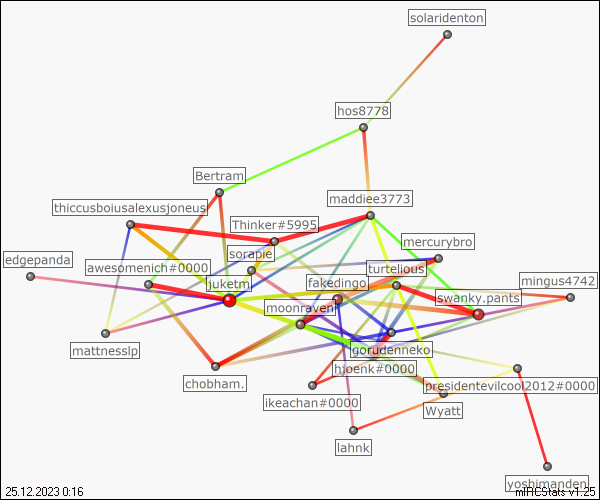 solaridenton
hos8778
Bertram
maddiee3773
thiccusboiusalexusjoneus
Thinker#5995
mercurybro
sorapie
edgepanda
awesomenich#0000
turtelious
juketm
fakedingo
mingus4742
swanky.pants
moonraven
mattnesslp
gorudenneko
hjoenk#0000
chobham.
presidentevilcool2012#0000
ikeachan#0000
Wyatt
lahnk
yoshimanden
25.12.2023 0:16
mIRCStats v1.25